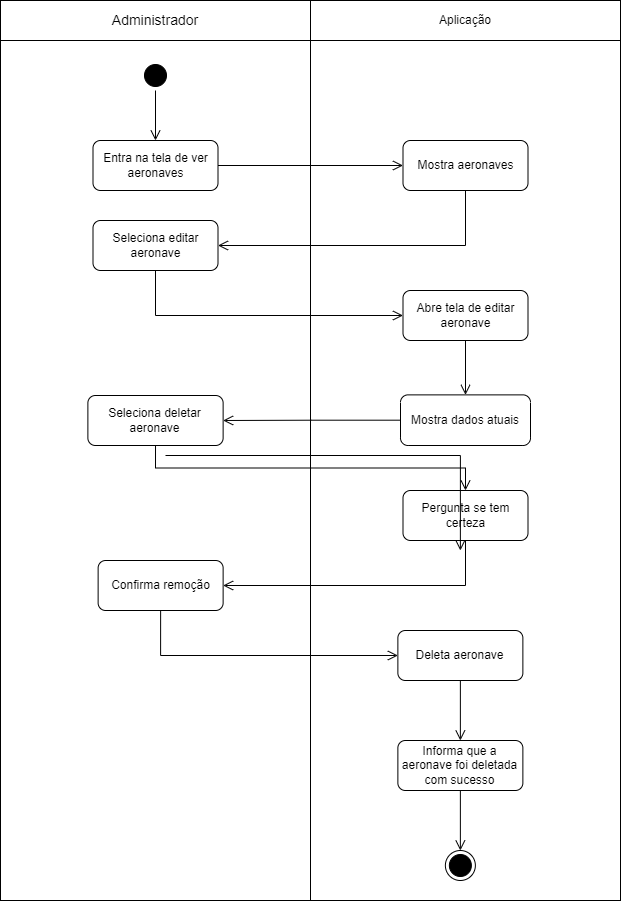 Administrador
Aplicação
Entra na tela de ver
aeronaves
Mostra aeronaves
Seleciona editar
aeronave
Abre tela de editar
aeronave
Mostra dados atuais
Seleciona deletar
aeronave
Pergunta se tem
certeza
Confirma remoção
Deleta aeronave
Informa que a
aeronave foi deletada
com sucesso